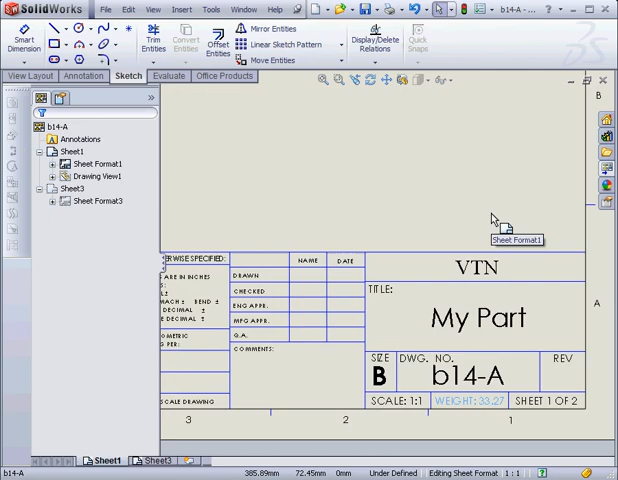 SolidWorks File Edit View Insert Tools Window Help b14-A - ...
Smart Dimension
Trim Entities
Convert Entities
Offset Entities
Mirror Entities
Linear Sketch Pattern
Move Entities
Display/Delete Relations
Quick Snaps
View Layout Annotation Sketch Evaluate Office Products
b14-A
Annotations
Sheet1
Sheet Format1
Drawing View1
Sheet3
Sheet Format3
B
Sheet Format1
ERWISE SPECIFIED:
NAME DATE
ARE IN INCHES
DRAWN
CHECKED
MACH ± BEND ±
DECIMAL ±
E DECIMAL ±
ENG APPR.
MFG APPR.
OMETRIC
G PER:
Q.A.
COMMENTS:
SCALE DRAWING
VTN
TITLE:
My Part
A
SIZE DWG. NO. REV
B b14-A
SCALE: 1:1 WEIGHT: 33.27 SHEET 1 OF 2
3 2 1
Sheet1 Sheet3
b14-A 385.89mm 72.45mm 0mm Under Defined Editing Sheet Format 1 : 1